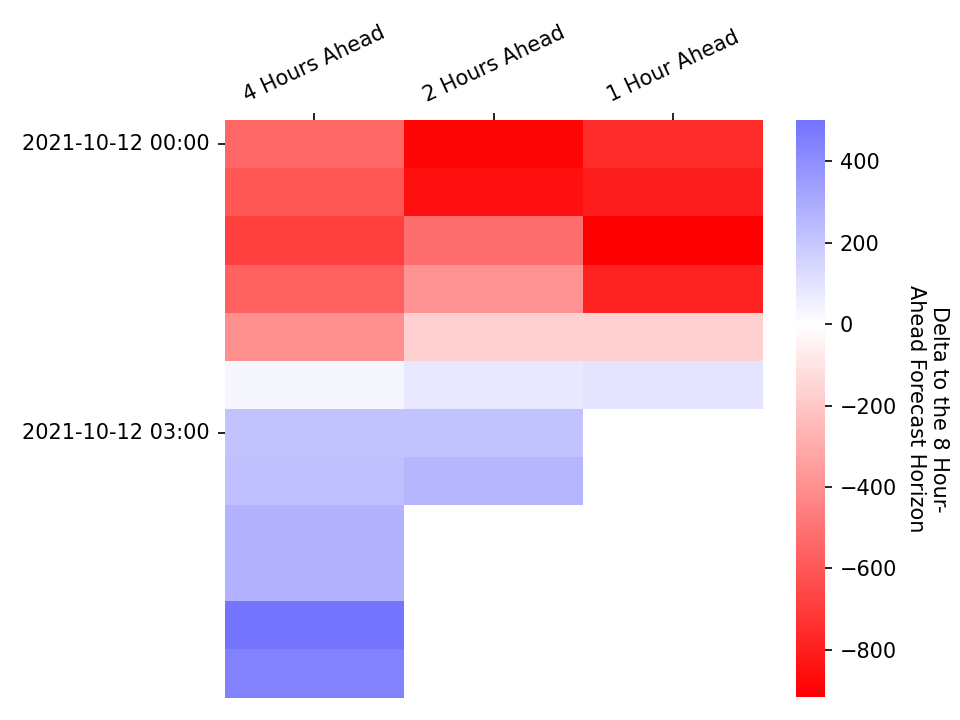 4 Hours Ahead
2 Hours Ahead
1 Hour Ahead
2021-10-12 00:00
2021-10-12 03:00
400
200
0
−200
−400
−600
−800
Delta to the 8 Hour-
Ahead Forecast Horizon